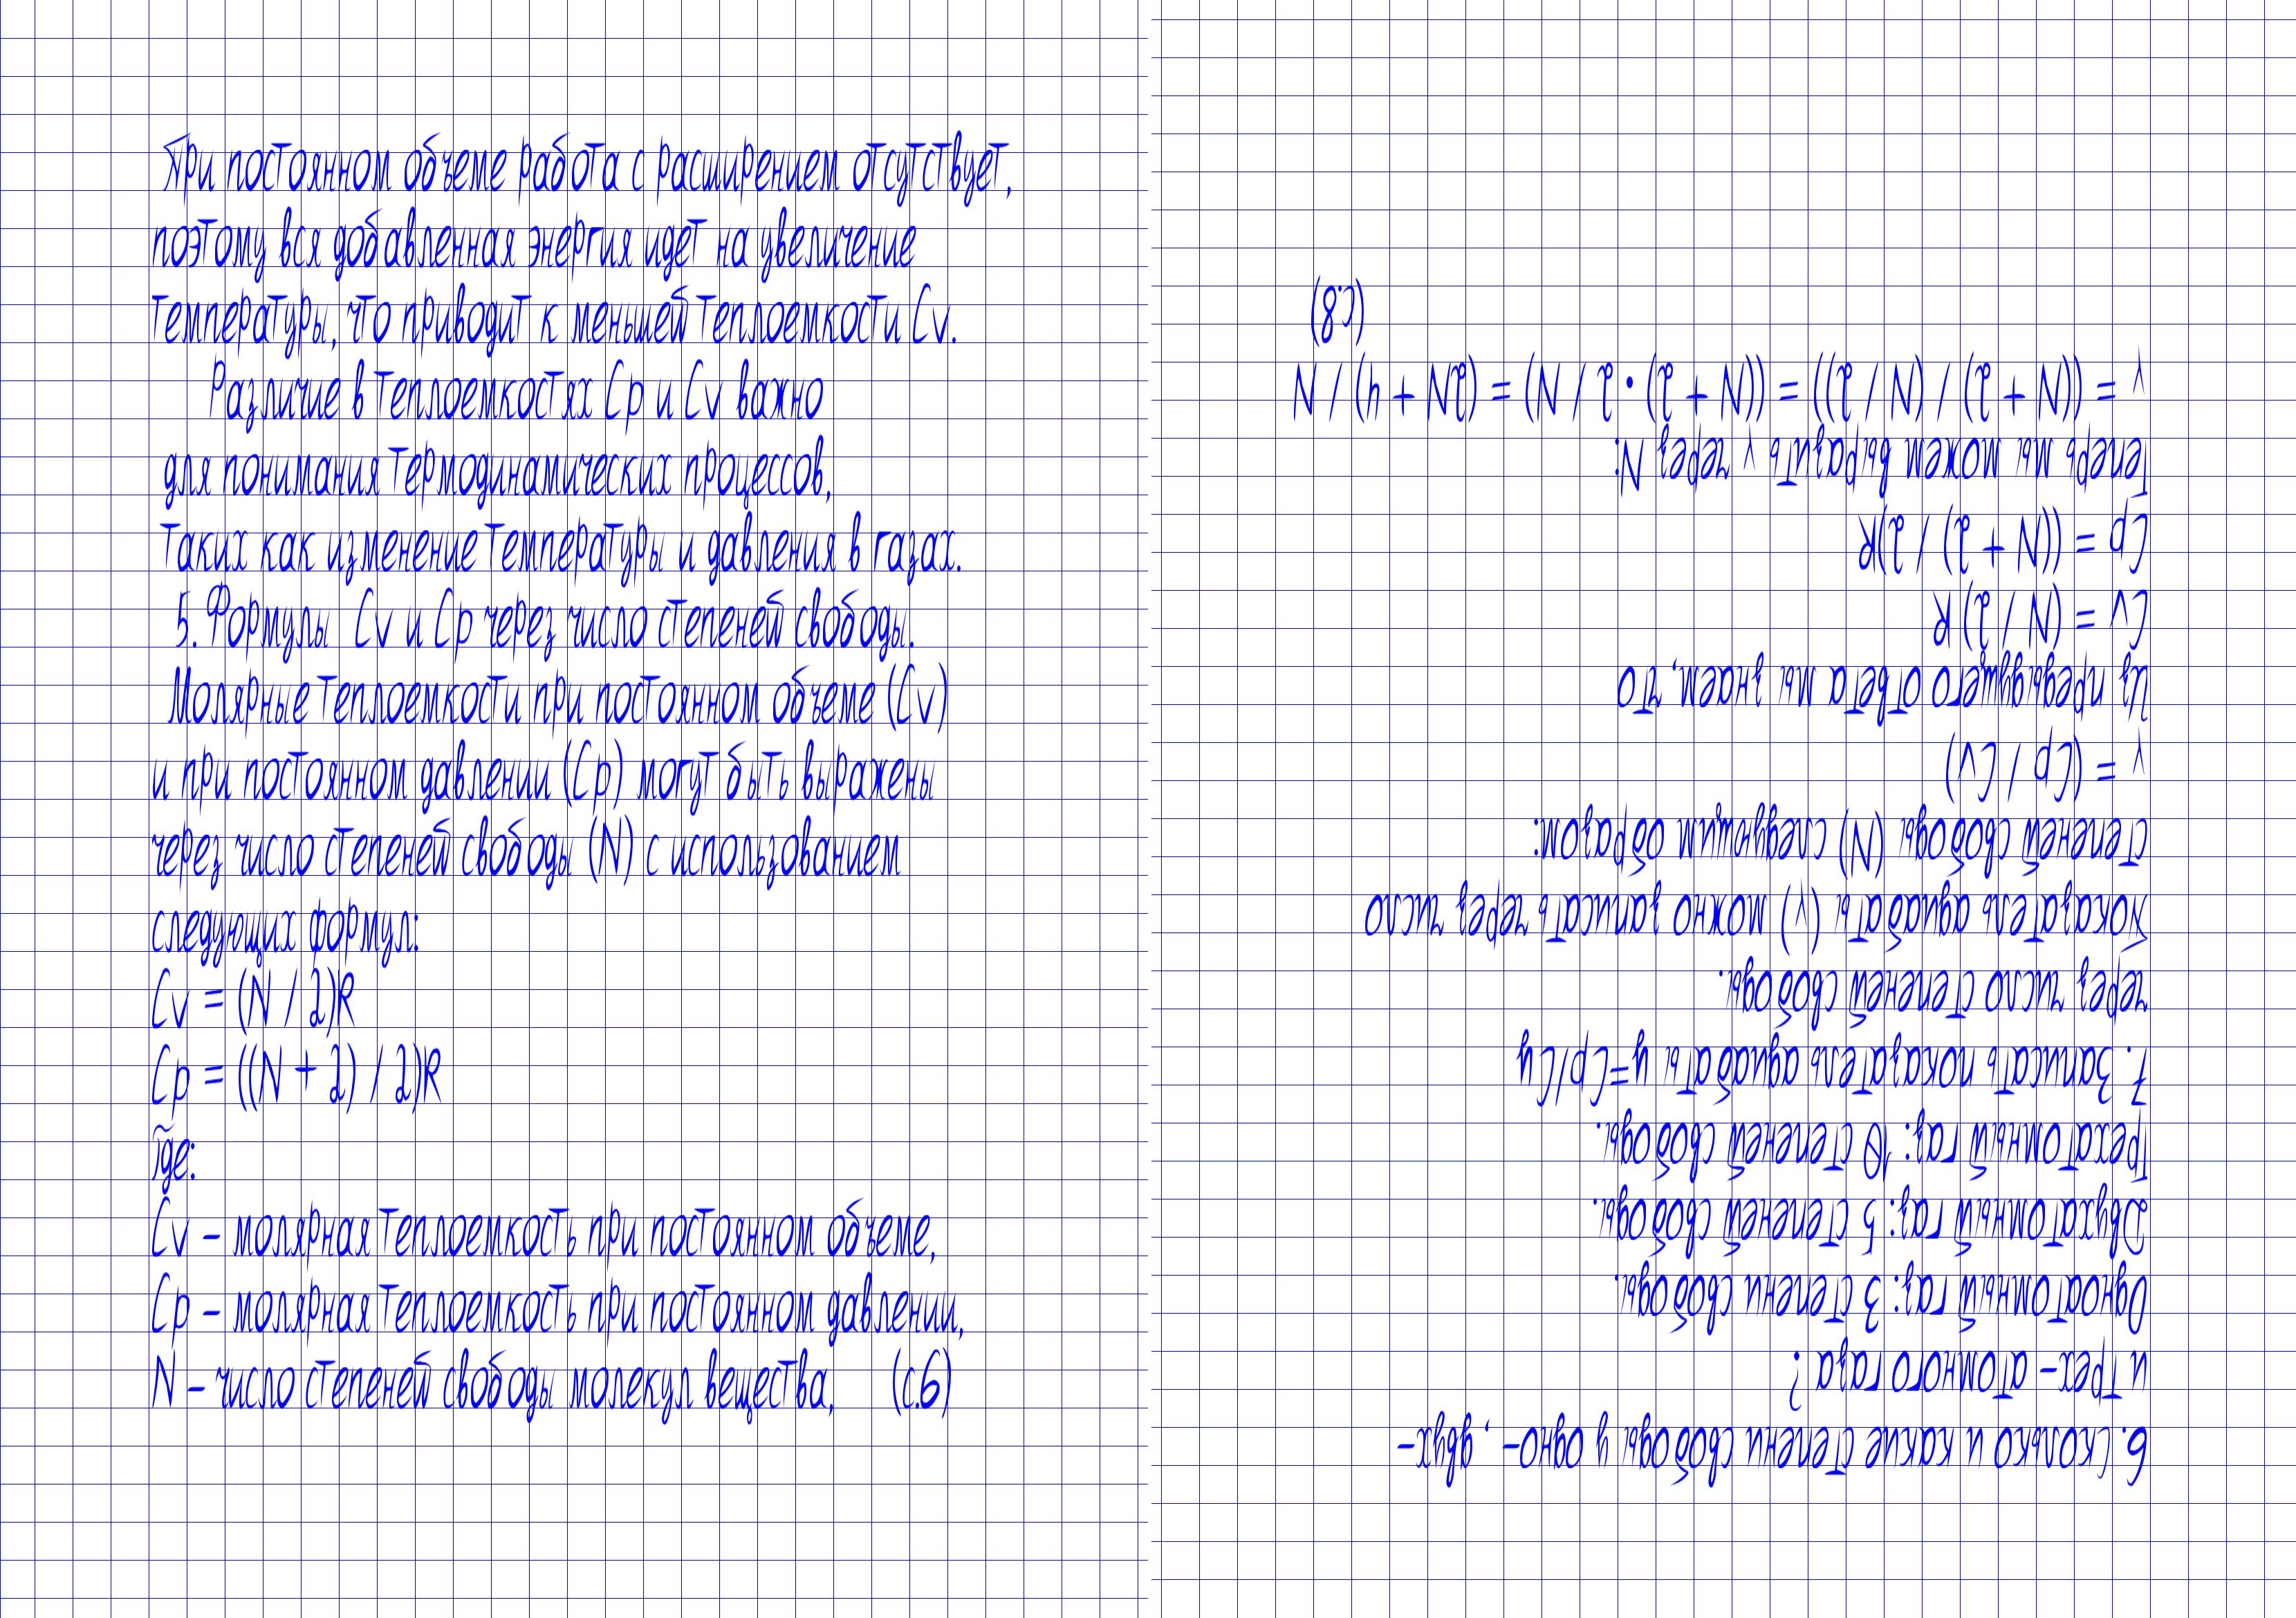 При постоянном объеме работа с расширением отсутствует,
поэтому вся добавленная энергия идет на увеличение
температуры, что приводит к меньшей теплоемкости Cv.
Различие в теплоемкостях Cp и Cv важно
для понимания термодинамических процессов,
таких как изменение температуры и давления в газах.
5. Формулы Cv и Cp через число степеней свободы.
Молярные теплоемкости при постоянном объеме (Cv)
и при постоянном давлении (Cp) могут быть выражены
через число степеней свободы (N) с использованием
следующих формул:
Cv = (N / 2)R
Cp = ((N + 2) / 2)R
где:
Cv – молярная теплоемкость при постоянном объеме,
Cp – молярная теплоемкость при постоянном давлении,
N – число степеней свободы молекул вещества, (с.6)
6. Сколько и какие степени свободы у одно- , двух-
и трех- атомного газа ?
Одноатомный газ: 3 степени свободы.
Двухатомный газ: 5 степеней свободы.
Трехатомный газ: 10 степеней свободы.
7. Записать показатель адиабаты у=Cp/Cу
через число степеней свободы.
Показатель адиабаты (γ) можно записать через число
степеней свободы (N) следующим образом:
γ = (Cp / Cv)
Из предыдущего ответа мы знаем, что
Cv = (N / 2) R
Cp = ((N + 2) / 2)R
Теперь мы можем выразить γ через N:
γ = ((N + 2) / (N / 2)) = ((N + 2) • 2 / N) = (2N + 4) / N
(с.8)